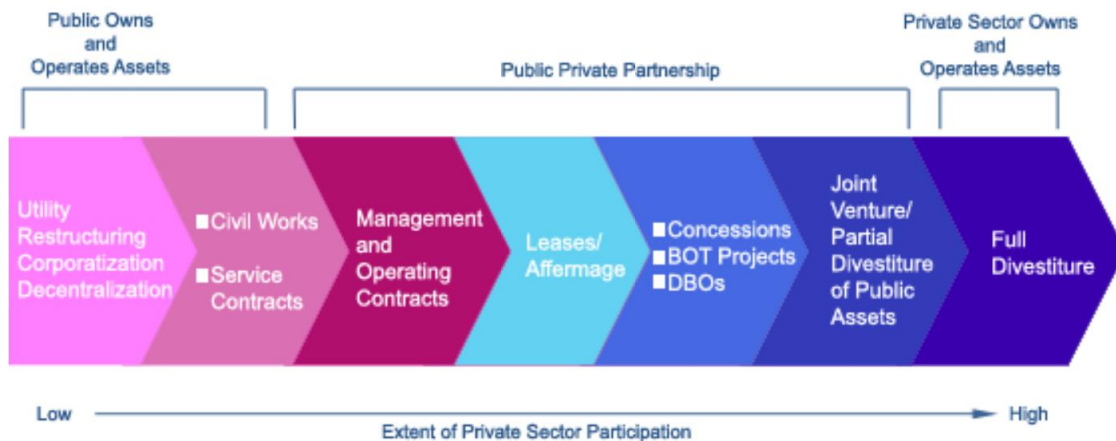 Public Owns
and
Operates Assets
Public Private Partnership
Private Sector Owns
and
Operates Assets
Utility
Restructuring
Corporatization
Decentralization
Civil Works
Service
Contracts
Management
and
Operating
Contracts
Leases/
Affermage
Concessions
BOT Projects
DBOs
Joint
Venture/
Partial
Divestiture
of Public
Assets
Full
Divestiture
Low
High
Extent of Private Sector Participation